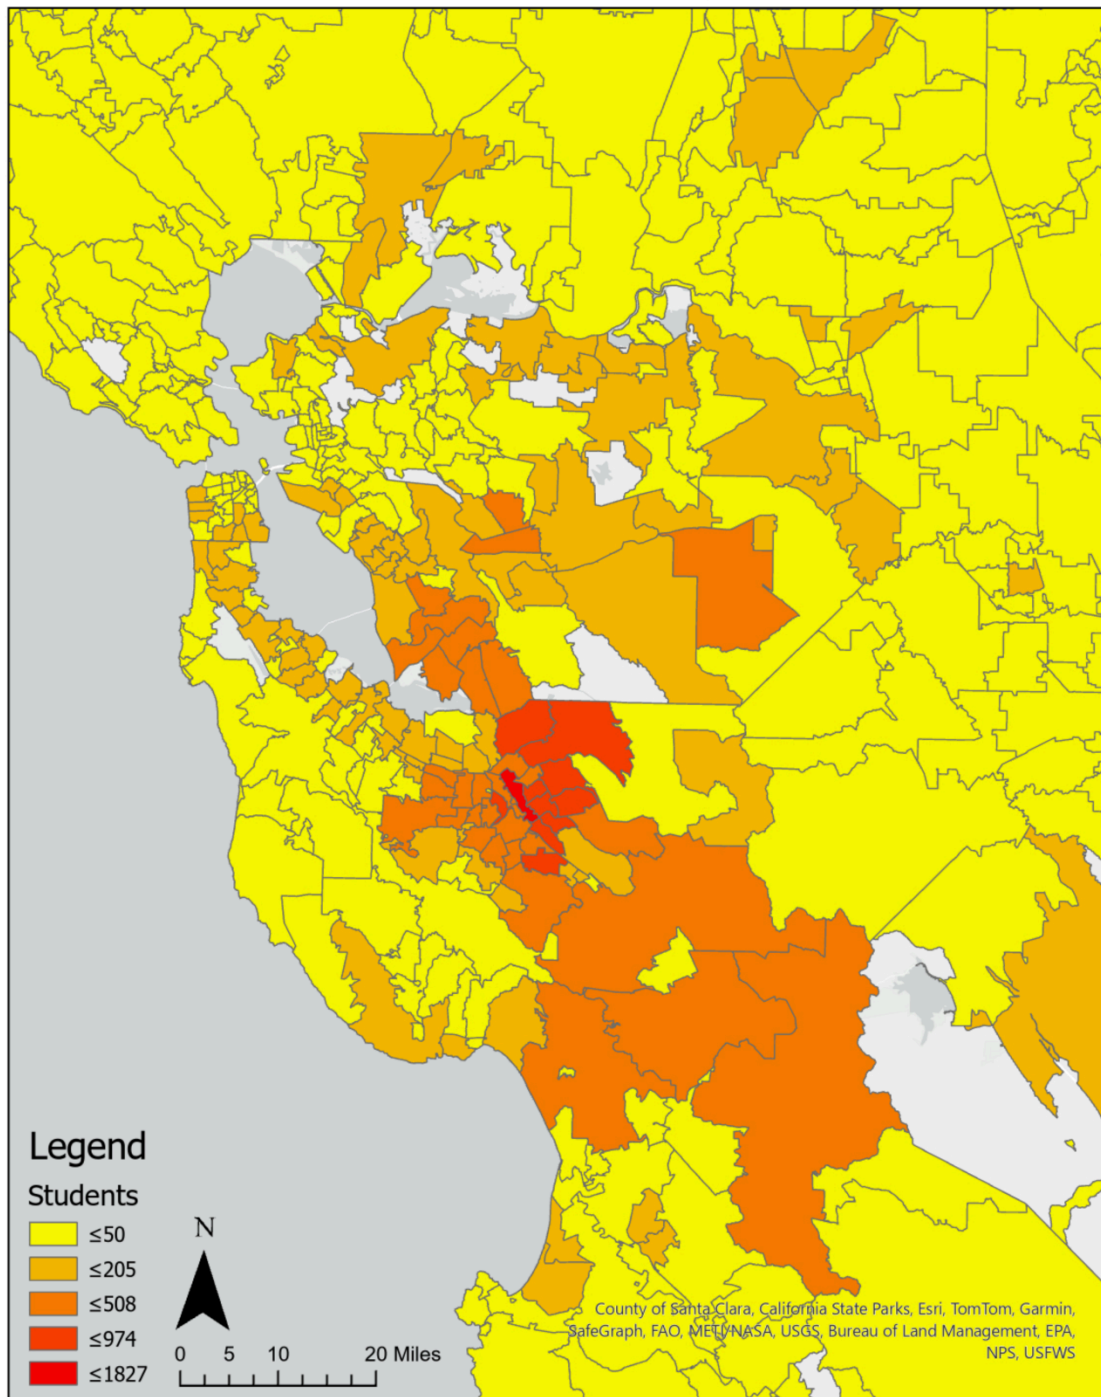 Legend
Students
≤50
≤205
≤508
≤974
≤1827
N
0 5 10 20 Miles
County of Santa Clara, California State Parks, Esri, TomTom, Garmin,
SafeGraph, FAO, METI/NASA, USGS, Bureau of Land Management, EPA,
NPS, USFWS